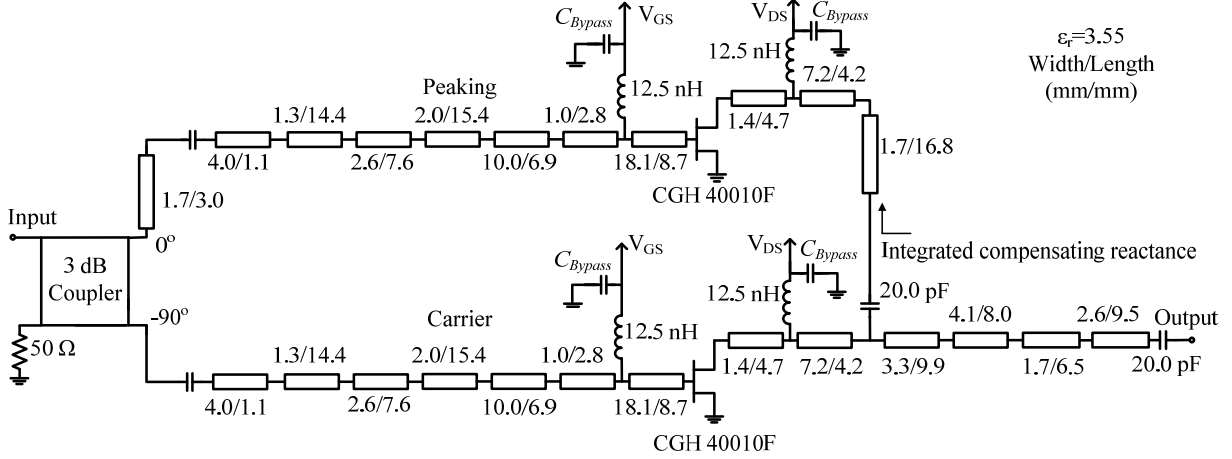 C_Bypass
V_GS
12.5 nH
V_DS
C_Bypass
12.5 nH
7.2/4.2
ε_r=3.55
Width/Length
(mm/mm)
Peaking
1.3/14.4
2.0/15.4
1.0/2.8
4.0/1.1
2.6/7.6
10.0/6.9
18.1/8.7
1.4/4.7
1.7/16.8
CGH 40010F
1.7/3.0
Input
0°
3 dB
Coupler
-90°
50 Ω
Integrated compensating reactance
C_Bypass
V_GS
12.5 nH
V_DS
C_Bypass
12.5 nH
20.0 pF
Carrier
1.3/14.4
2.0/15.4
1.0/2.8
4.0/1.1
2.6/7.6
10.0/6.9
18.1/8.7
1.4/4.7
7.2/4.2
3.3/9.9
4.1/8.0
1.7/6.5
2.6/9.5
Output
20.0 pF
CGH 40010F